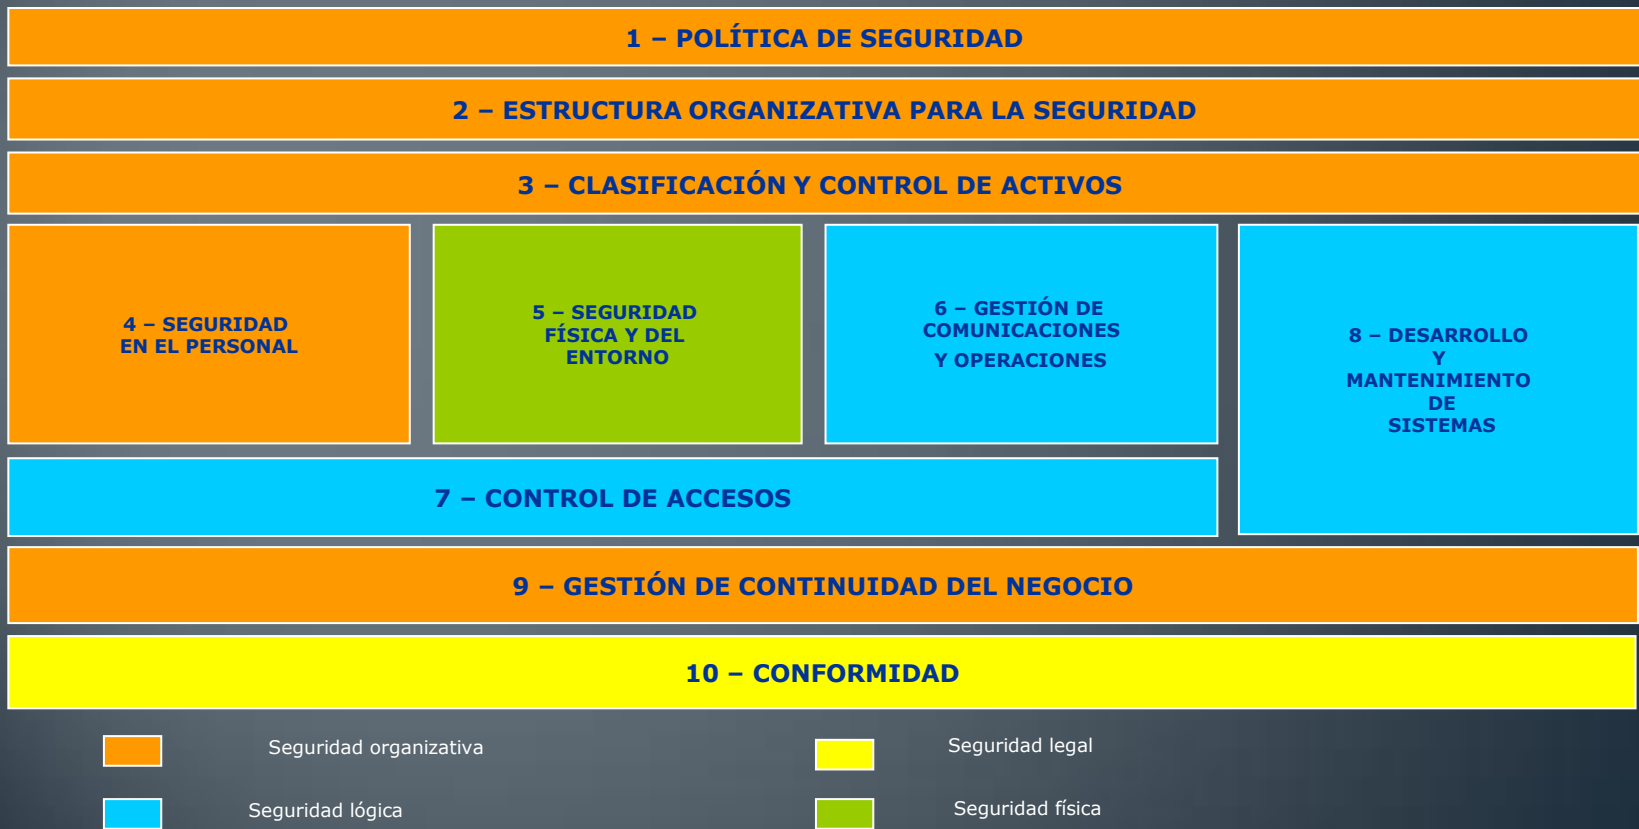 1 – POLÍTICA DE SEGURIDAD
2 – ESTRUCTURA ORGANIZATIVA PARA LA SEGURIDAD
3 – CLASIFICACIÓN Y CONTROL DE ACTIVOS
4 – SEGURIDAD
EN EL PERSONAL
5 – SEGURIDAD
FÍSICA Y DEL
ENTORNO
6 – GESTIÓN DE
COMUNICACIONES
Y OPERACIONES
8 – DESARROLLO
Y
MANTENIMIENTO
DE
SISTEMAS
7 – CONTROL DE ACCESOS
9 – GESTIÓN DE CONTINUIDAD DEL NEGOCIO
10 – CONFORMIDAD
Seguridad organizativa
Seguridad legal
Seguridad lógica
Seguridad física